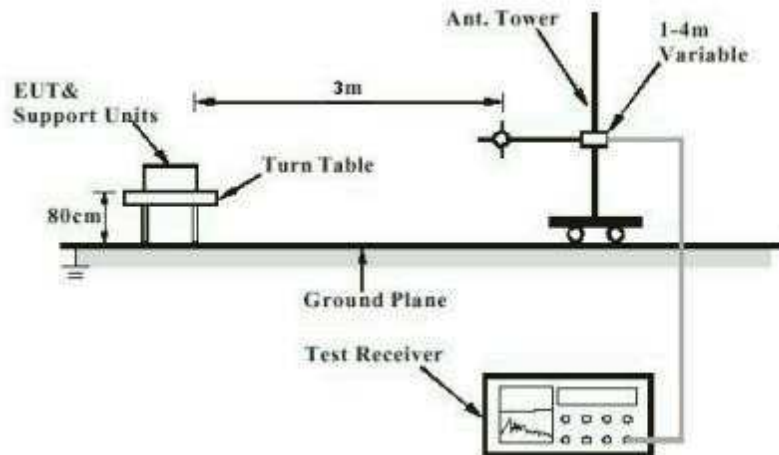 Ant. Tower
1-4m
Variable
EUT&
Support Units
3m
Turn Table
80cm
Ground Plane
Test Receiver